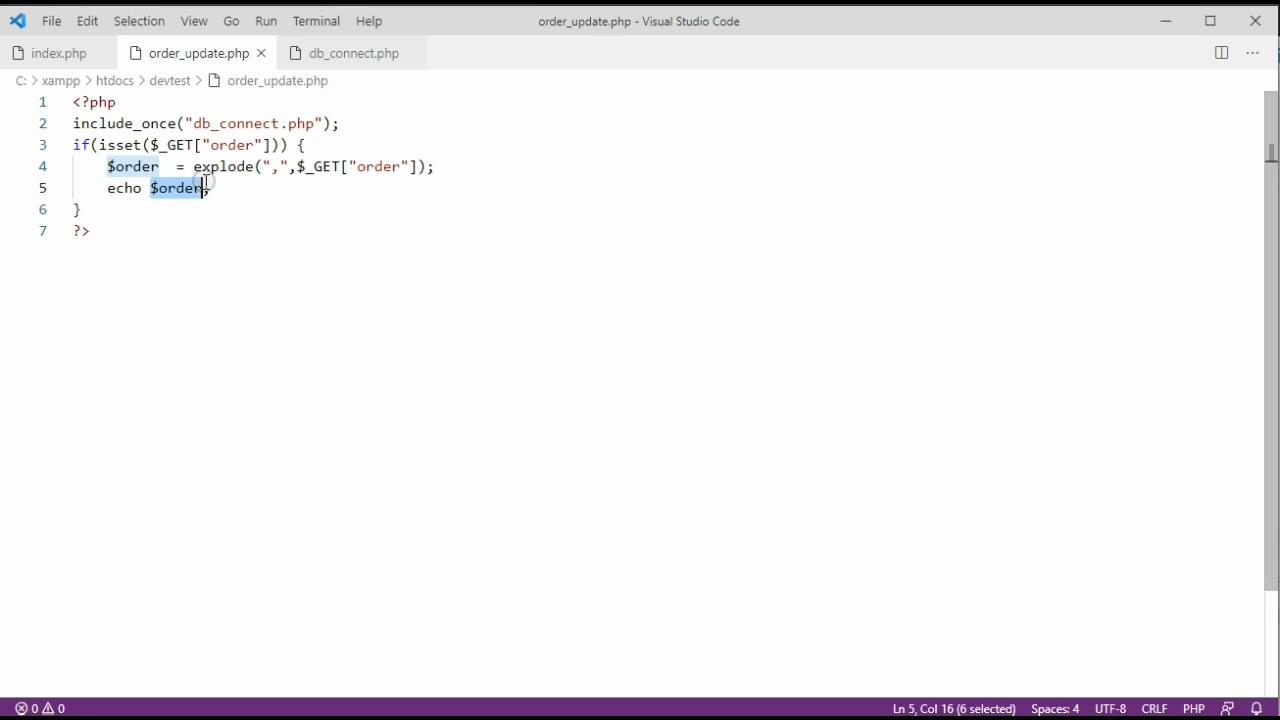 File Edit Selection View Go Run Terminal Help order_update.php - Visual Studio Code
index.php order_update.php db_connect.php
C: > xampp > htdocs > devtest > order_update.php
1 <?php
2 include_once("db_connect.php");
3 if(isset($_GET["order"])) {
4 $order  = explode(",",$_GET["order"]);
5 echo $order;
6 }
7 ?>
0 0 Ln 5, Col 16 (6 selected) Spaces: 4 UTF-8 CRLF PHP